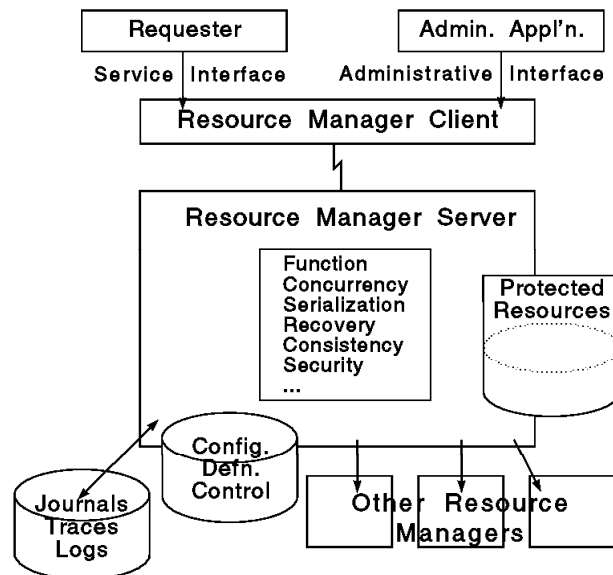 Requester
Admin. Appl'n.
Service Interface
Administrative Interface
Resource Manager Client
Resource Manager Server
Function
Concurrency
Serialization
Recovery
Consistency
Security
...
Protected
Resources
Config.
Defn.
Control
Journals
Traces
Logs
Other Resource
Managers